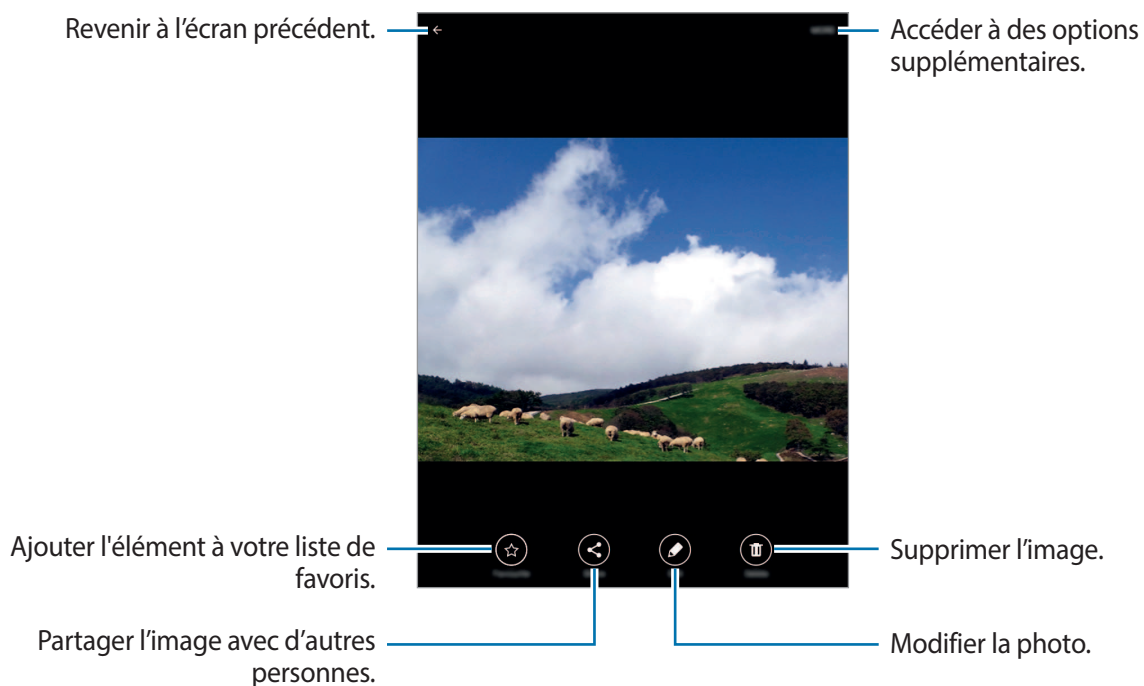 Revenir à l’écran précédent.
Accéder à des options
supplémentaires.
Ajouter l'élément à votre liste de
favoris.
Supprimer l’image.
Partager l’image avec d’autres
personnes.
Modifier la photo.